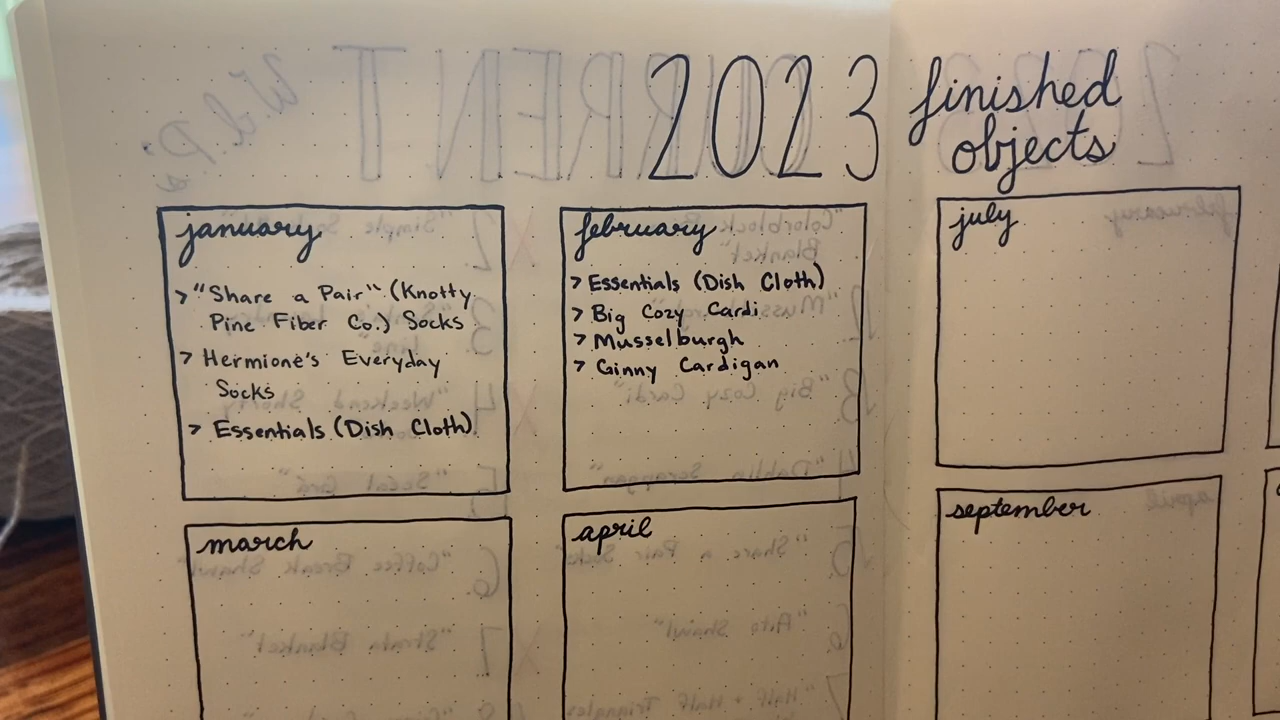 2023 finished
objects
january
> "Share a Pair" (Knotty
Pine Fiber Co.) Socks
> Hermione's Everyday
Socks
> Essentials (Dish Cloth)
february
> Essentials (Dish Cloth)
> Big Cozy Cardi
> Musselburgh
> Ginny Cardigan
july
march
april
september